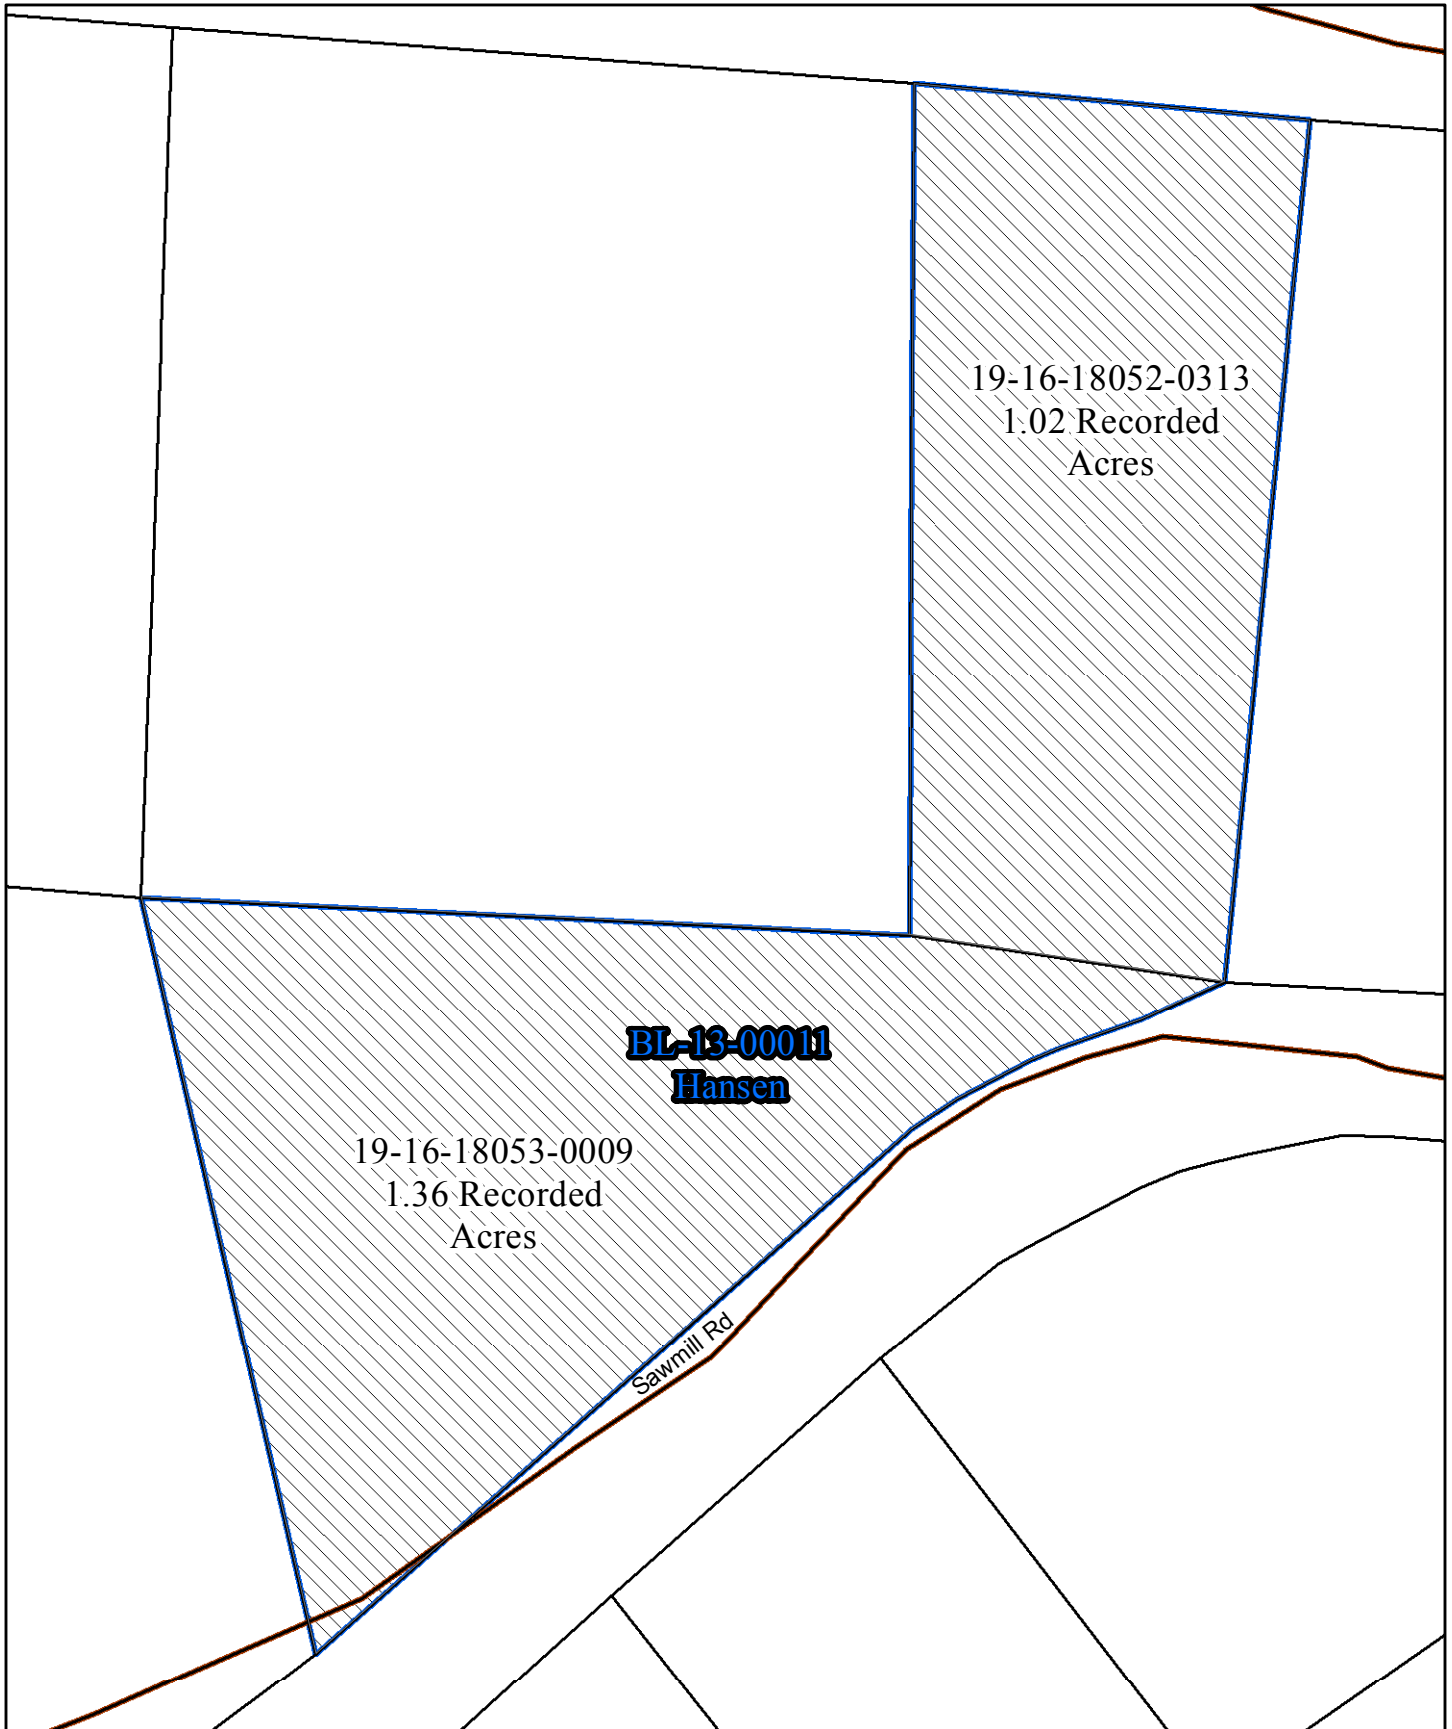 19-16-18052-0313
1.02 Recorded
Acres
BL-13-00011
Hansen
19-16-18053-0009
1.36 Recorded
Acres
Sawmill Rd